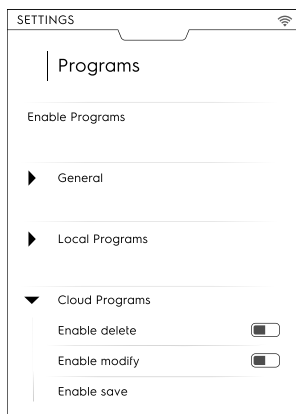 SETTINGS
Programs
Enable Programs
General
Local Programs
Cloud Programs
Enable delete
Enable modify
Enable save